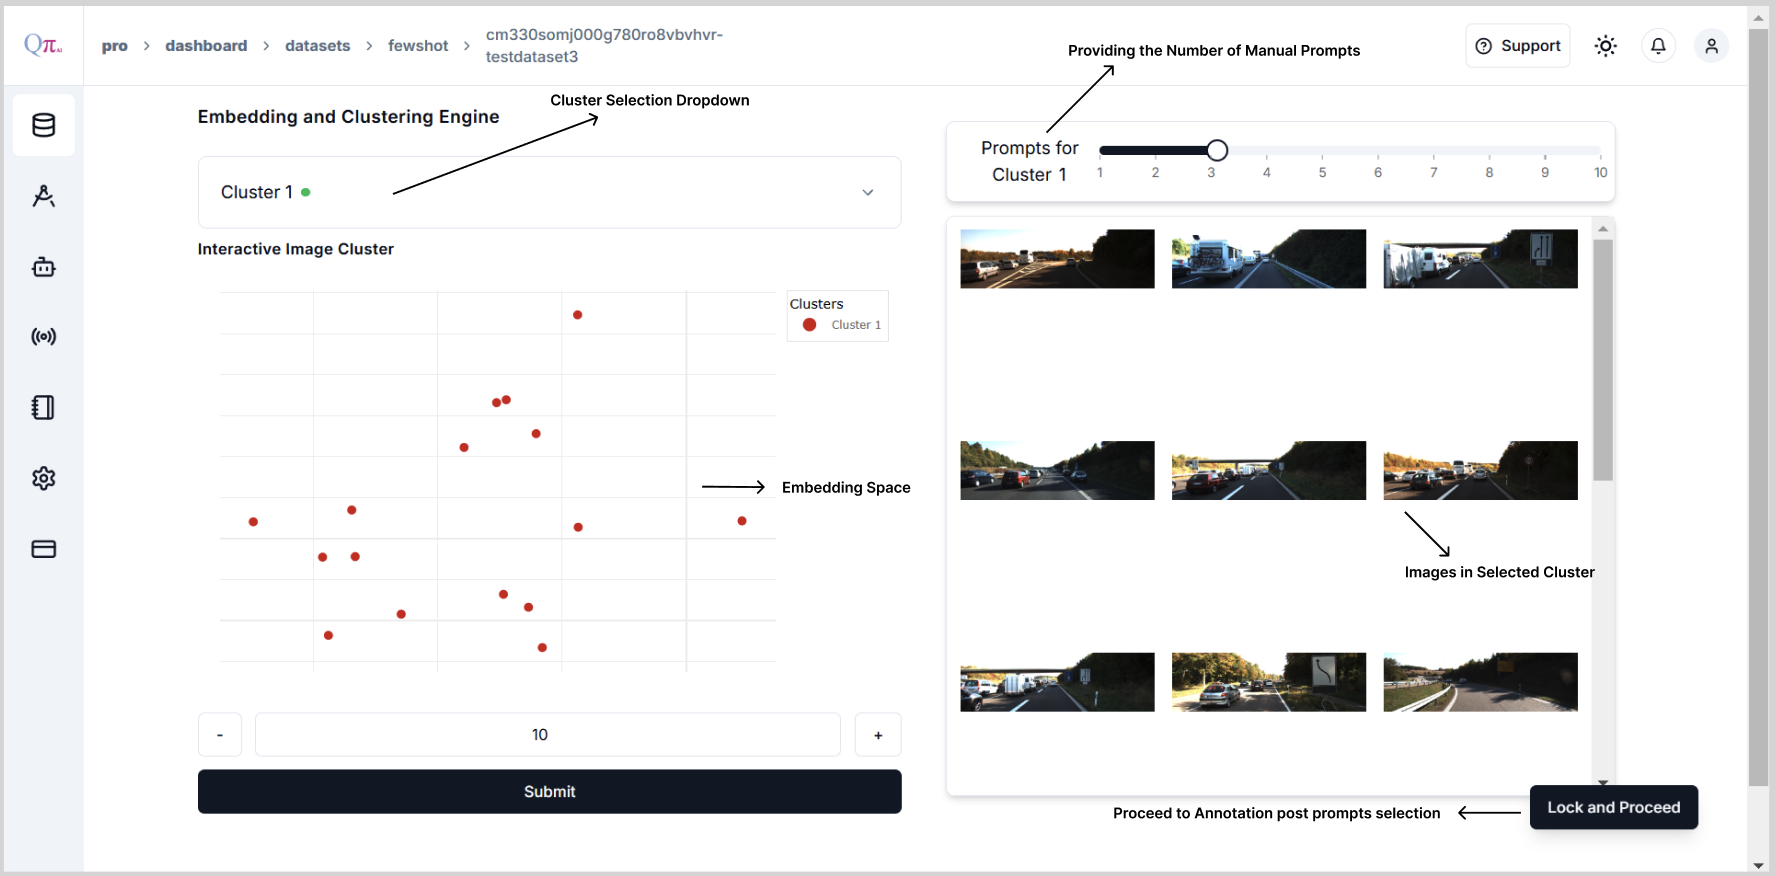 QπAI
pro > dashboard > datasets > fewshot > cm330somj000g780ro8vbvhvr-
testdataset3
Support
Providing the Number of Manual Prompts
Cluster Selection Dropdown
Embedding and Clustering Engine
Cluster 1
Prompts for
Cluster 1
1 2 3 4 5 6 7 8 9 10
Interactive Image Cluster
Clusters
Cluster 1
Embedding Space
Images in Selected Cluster
- 10 +
Submit
Proceed to Annotation post prompts selection
Lock and Proceed